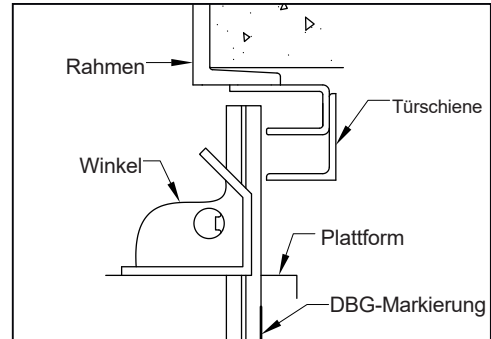 Rahmen
Türschiene
Winkel
Plattform
DBG-Markierung